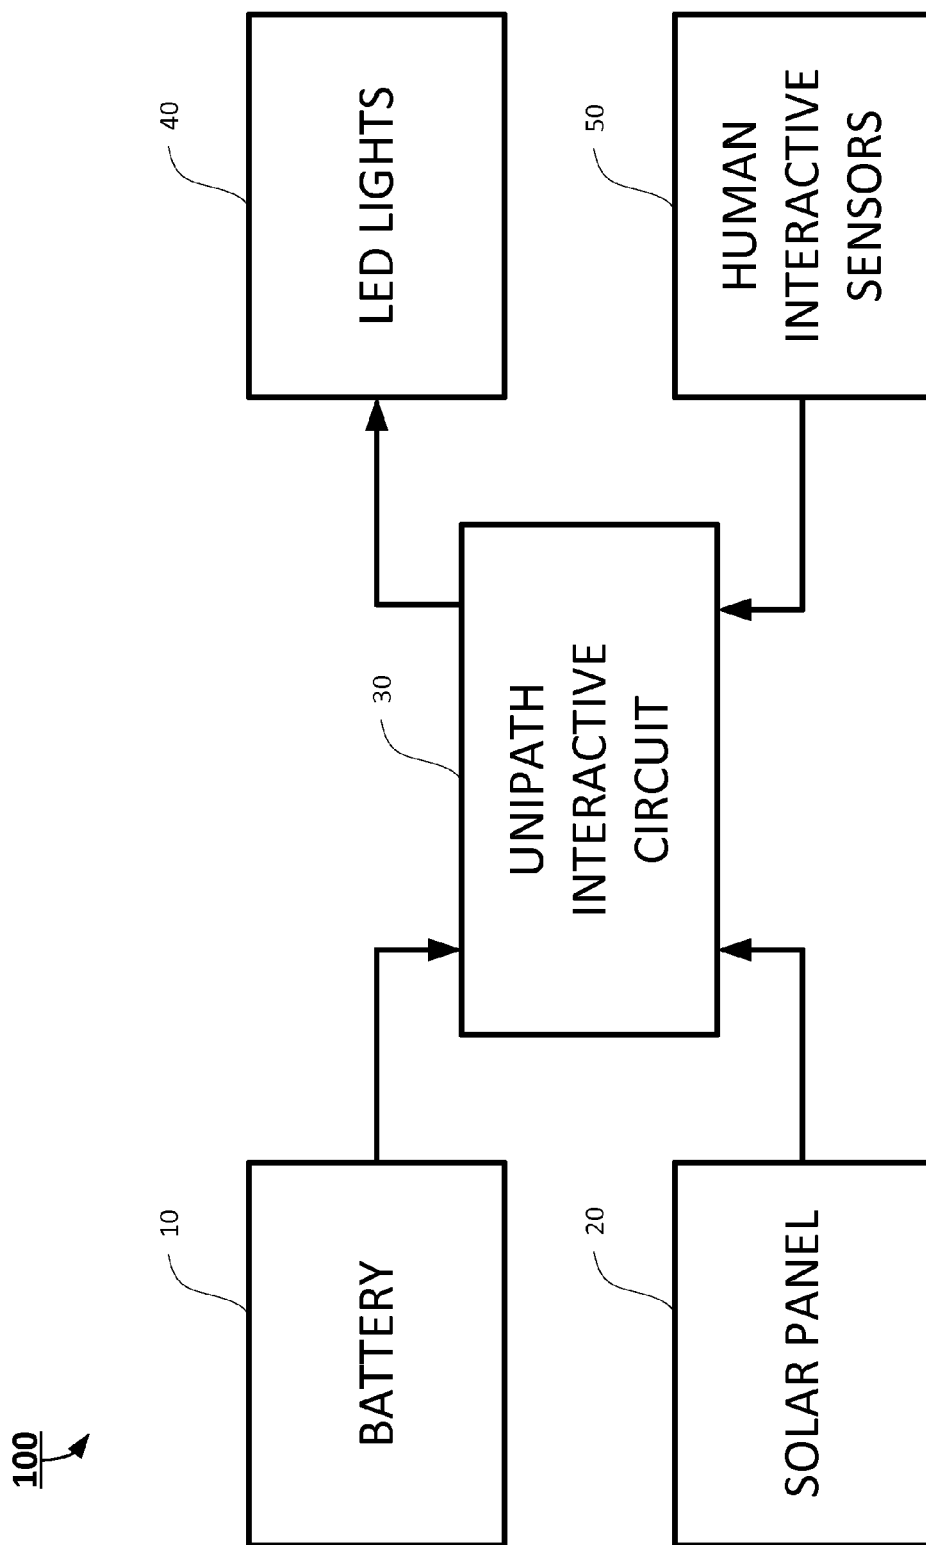 100
10
BATTERY
20
SOLAR PANEL
30
UNIPATH
INTERACTIVE
CIRCUIT
40
LED LIGHTS
50
HUMAN
INTERACTIVE
SENSORS